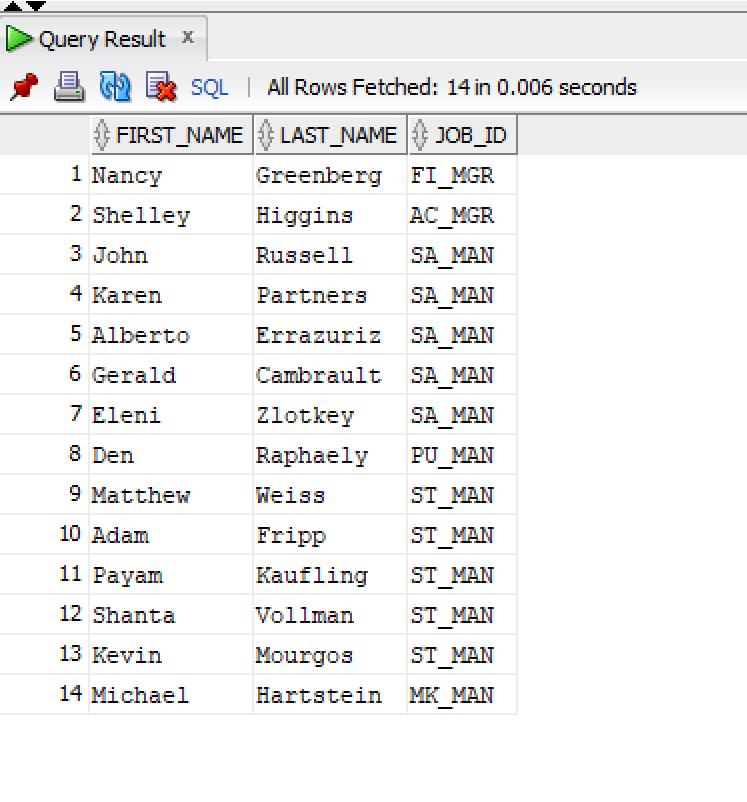 Query Result x
SQL | All Rows Fetched: 14 in 0.006 seconds
FIRST_NAME LAST_NAME JOB_ID
1 Nancy Greenberg FI_MGR
2 Shelley Higgins AC_MGR
3 John Russell SA_MAN
4 Karen Partners SA_MAN
5 Alberto Errazuriz SA_MAN
6 Gerald Cambrault SA_MAN
7 Eleni Zlotkey SA_MAN
8 Den Raphaely PU_MAN
9 Matthew Weiss ST_MAN
10 Adam Fripp ST_MAN
11 Payam Kaufling ST_MAN
12 Shanta Vollman ST_MAN
13 Kevin Mourgos ST_MAN
14 Michael Hartstein MK_MAN